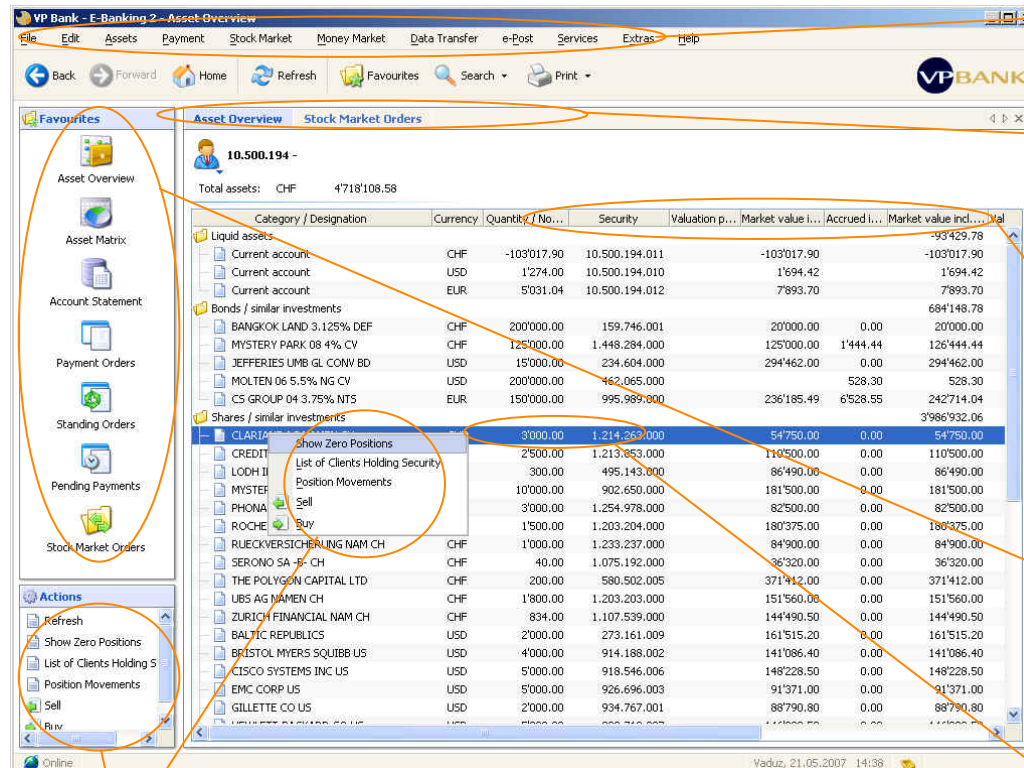 VP Bank - E-Banking 2 - Asset Overview
File Edit Assets Payment Stock Market Money Market Data Transfer e-Post Services Extras Help
Back Forward Home Refresh Favourites Search Print
VPBANK
Favourites
Asset Overview
Asset Matrix
Account Statement
Payment Orders
Standing Orders
Pending Payments
Stock Market Orders
Actions
Refresh
Show Zero Positions
List of Clients Holding S
Position Movements
Sell
Buy
Asset Overview Stock Market Orders
10.500.194 -
Total assets: CHF 4'718'108.58
Category / Designation Currency Quantity / No... Security Valuation p... Market value i... Accrued i... Market value incl.... Val
Liquid assets -93'429.78
Current account CHF -103'017.90 10.500.194.011 -103'017.90 -103'017.90
Current account USD 1'274.00 10.500.194.010 1'694.42 1'694.42
Current account EUR 5'031.04 10.500.194.012 7'893.70 7'893.70
Bonds / similar investments 684'148.78
BANGKOK LAND 3.125% DEF CHF 200'000.00 159.746.001 20'000.00 0.00 20'000.00
MYSTERY PARK 08 4% CV CHF 125'000.00 1.448.284.000 125'000.00 1'444.44 126'444.44
JEFFERIES UMB GL CONV BD USD 15'000.00 234.604.000 294'462.00 0.00 294'462.00
MOLTEN 06 5.5% NG CV USD 200'000.00 462.065.000 528.30 528.30
CS GROUP 04 3.75% NTS EUR 150'000.00 995.989.000 236'185.49 6'528.55 242'714.04
Shares / similar investments 3'986'932.06
3'000.00 1.214.263.000 54'750.00 0.00 54'750.00
CREDIT 2'500.00 1.213.853.000 110'500.00 0.00 110'500.00
LODH 300.00 495.143.000 86'490.00 0.00 86'490.00
MYSTER 10'000.00 902.650.000 181'500.00 0.00 181'500.00
PHONA 3'000.00 1.254.978.000 82'500.00 0.00 82'500.00
ROCHE 1'500.00 1.203.204.000 180'375.00 0.00 180'375.00
Show Zero Positions
List of Clients Holding Security
Position Movements
Sell
Buy
RUECKVERSICHERUNG NAM CH CHF 1'000.00 1.233.237.000 84'900.00 0.00 84'900.00
SERONO SA -B- CH CHF 40.00 1.075.192.000 36'320.00 0.00 36'320.00
THE POLYGON CAPITAL LTD CHF 200.00 580.502.005 371'412.00 0.00 371'412.00
UBS AG NAMEN CH CHF 1'800.00 1.203.203.000 151'560.00 0.00 151'560.00
ZURICH FINANCIAL NAM CH CHF 834.00 1.107.539.000 144'490.50 0.00 144'490.50
BALTIC REPUBLICS USD 2'000.00 273.161.009 161'515.20 0.00 161'515.20
BRISTOL MYERS SQUIBB US USD 4'000.00 914.188.002 141'086.40 0.00 141'086.40
CISCO SYSTEMS INC US USD 5'000.00 918.546.006 148'228.50 0.00 148'228.50
EMC CORP US USD 5'000.00 926.696.003 91'371.00 0.00 91'371.00
GILLETTE CO US USD 2'000.00 934.767.001 88'790.80 0.00 88'790.80
Online Vaduz, 21.05.2007 14:38